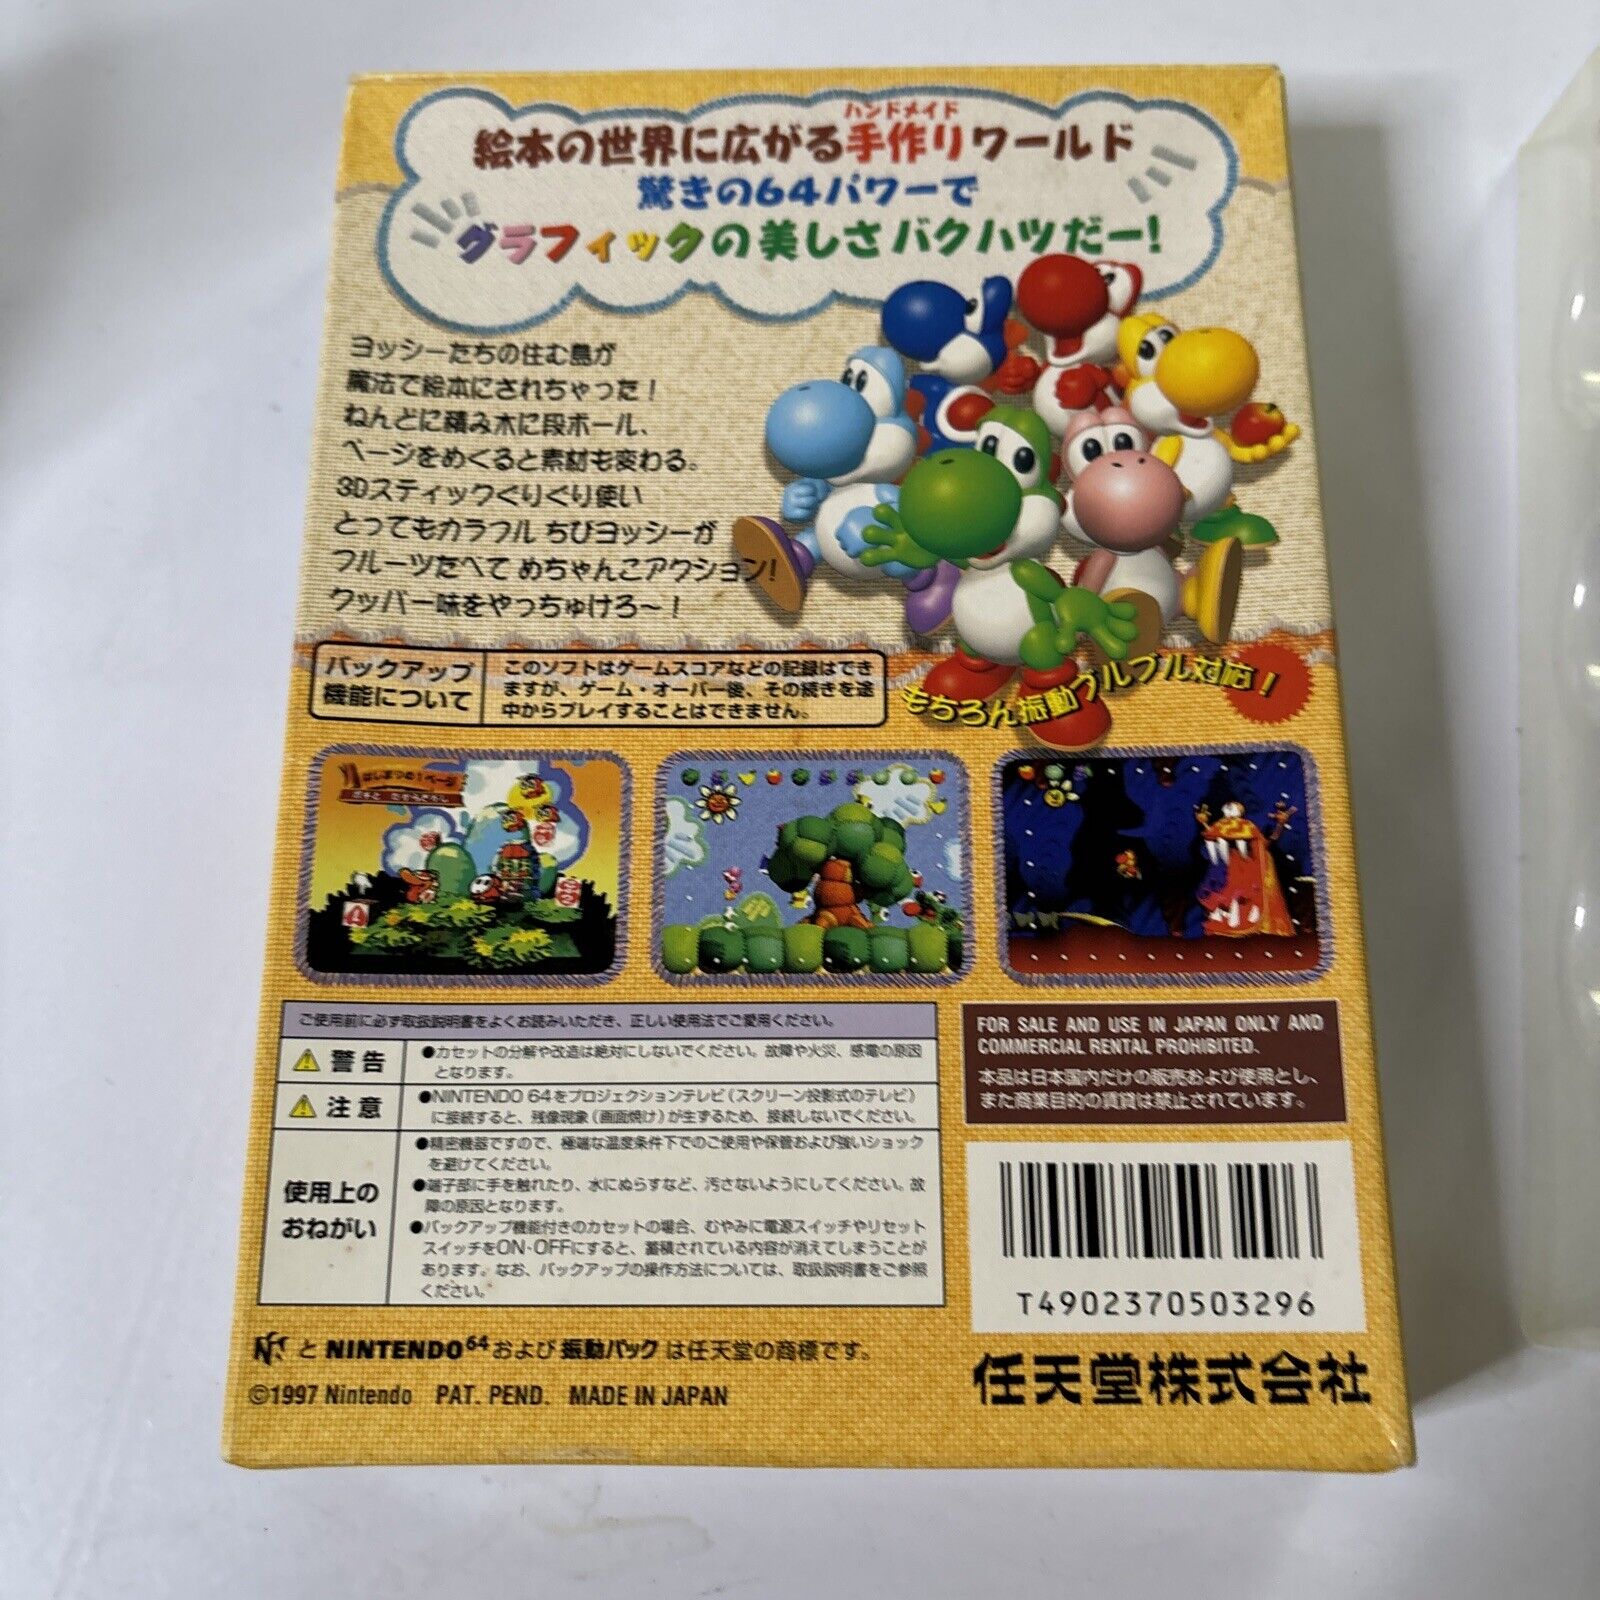 ハンドメイド
絵本の世界に広がる手作りワールド
驚きの64パワーで
グラフィックの美しさバクハツだー!
ヨッシーたちの住む島が
魔法で絵本にされちゃった!
ねんどに積み木に段ボール、
ページをめくると素材も変わる。
3Dスティックぐりぐり使い
とってもカラフル ちびヨッシーが
フルーツたべて めちゃんこアクション!
クッパ一味をやっちゅけろ〜!
バックアップ
機能について
このソフトはゲームスコアなどの記録はでき
ますが、ゲーム・オーバー後、その続きを途
中からプレイすることはできません。
もちろん振動ブルブル対応!
はじまりの1ページ
ご使用前に必ず取扱説明書をよくお読みいただき、正しい使用法でご愛用ください。
警告
●カセットの分解や改造は絶対にしないでください。故障や火災、感電の原因
となります。
注意
●NINTENDO 64をプロジェクションテレビ(スクリーン投影式のテレビ)
に接続すると、残像現象(画面焼け)が生ずるため、接続しないでください。
使用上の
おねがい
●精密機器ですので、極端な温度条件下でのご使用や保管および強いショック
を避けてください。
●端子部に手を触れたり、水にぬらすなど、汚さないようにしてください。故
障の原因となります。
●バックアップ機能付きのカセットの場合、むやみに電源スイッチやリセット
スイッチをON・OFFにすると、蓄積されている内容が消えてしまうことが
あります。なお、バックアップの操作方法については、取扱説明書をご参照
ください。
FOR SALE AND USE IN JAPAN ONLY AND
COMMERCIAL RENTAL PROHIBITED.
本品は日本国内だけの販売および使用とし、
また商業目的の賃貸は禁止されています。
T4902370503296
と NINTENDO64 および 振動パック は任天堂の商標です。
©1997 Nintendo PAT. PEND. MADE IN JAPAN
任天堂株式会社